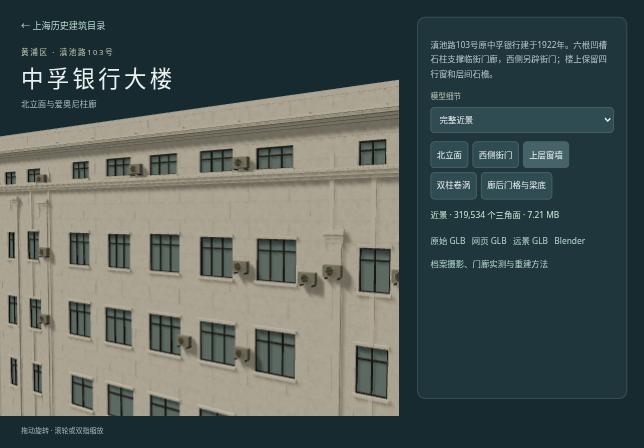 ← 上海历史建筑目录
黄浦区 · 滇池路103号
中孚银行大楼
北立面与爱奥尼柱廊
滇池路103号原中孚银行建于1922年。六根凹槽
石柱支撑临街门廊，西侧另辟街门；楼上保留四
行窗和层间石檐。
模型细节
完整近景
北立面
西侧街门
上层窗墙
双柱卷涡
廊后门格与梁底
近景 · 319,534 个三角面 · 7.21 MB
原始 GLB 网页 GLB 远景 GLB Blender
档案摄影、门廊实测与重建方法
拖动旋转 · 滚轮或双指缩放